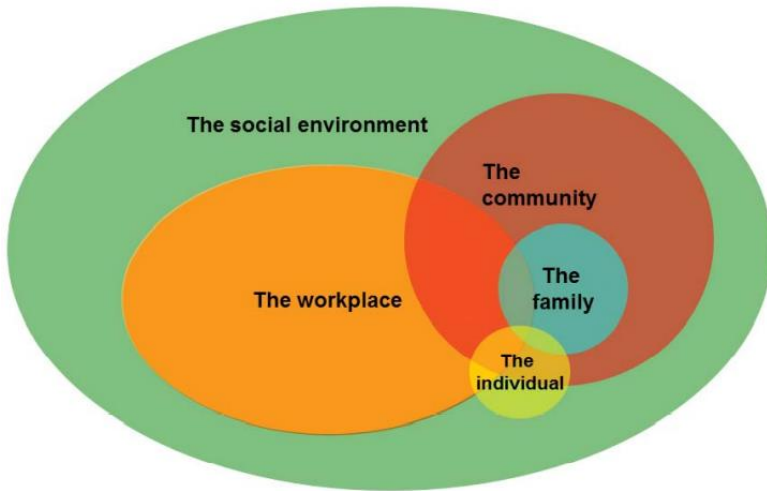 The social environment
The
community
The workplace
The
family
The
individual